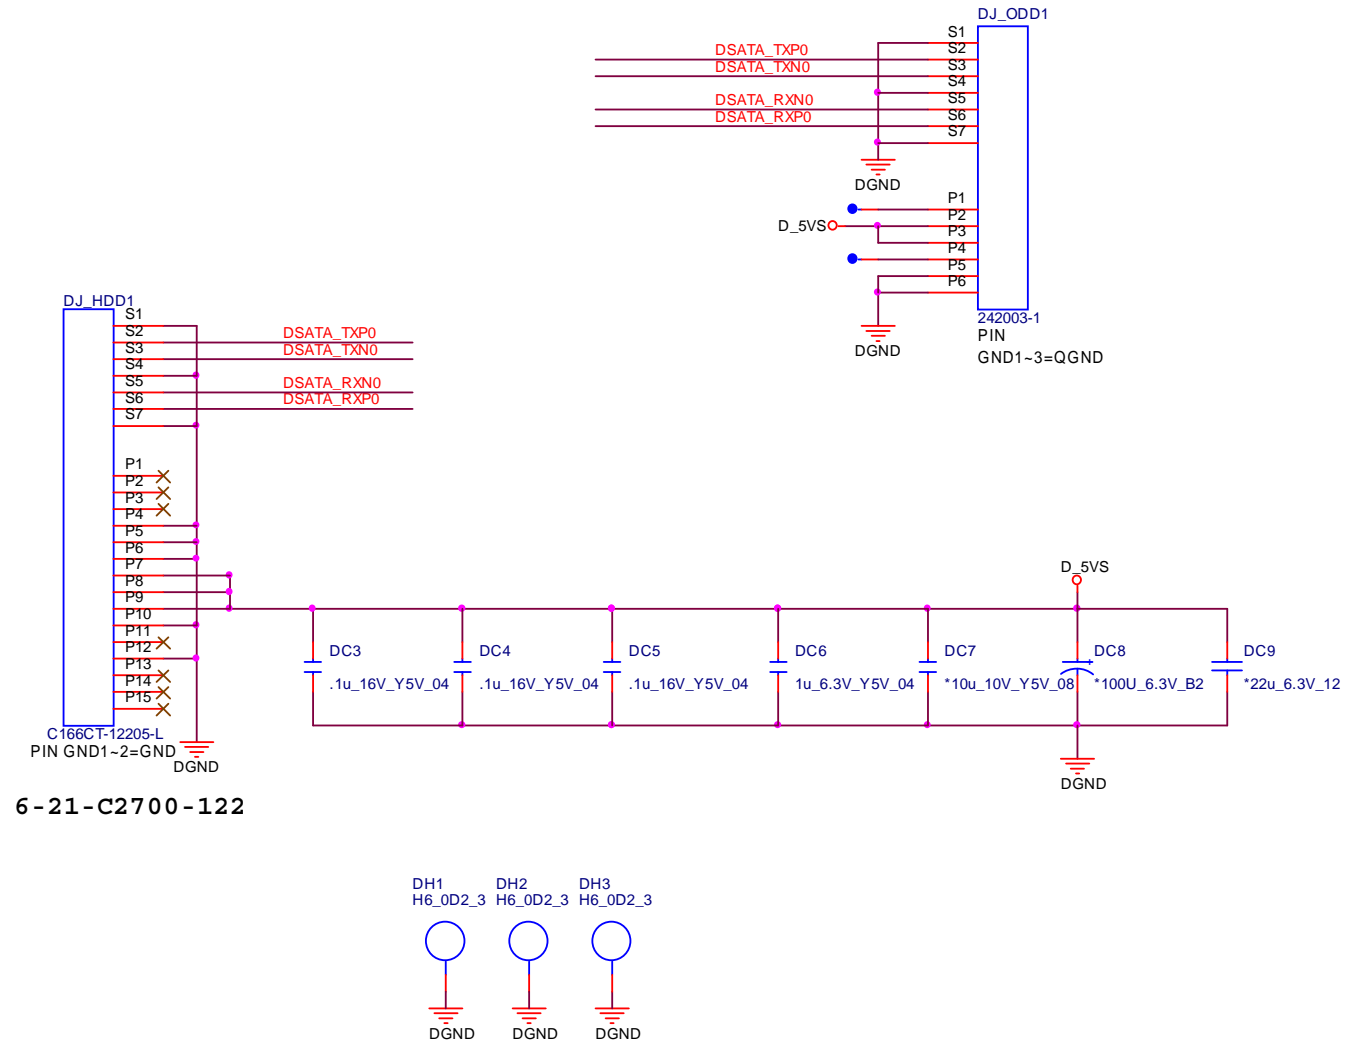 DJ_ODD1
S1
S2
DSATA_TXP0
S3
DSATA_TXN0
S4
S5
DSATA_RXN0
S6
DSATA_RXP0
S7
DGND
P1
P2
D_5VS
P3
P4
P5
P6
242003-1
PIN
GND1~3=QGND
DGND
DJ_HDD1
S1
S2
DSATA_TXP0
S3
DSATA_TXN0
S4
S5
DSATA_RXN0
S6
DSATA_RXP0
S7
P1
P2
P3
P4
P5
P6
P7
P8
P9
P10
P11
P12
P13
P14
P15
C166CT-12205-L
PIN GND1~2=GND
DGND
6-21-C2700-122
D_5VS
DC3
.1u_16V_Y5V_04
DC4
.1u_16V_Y5V_04
DC5
.1u_16V_Y5V_04
DC6
1u_6.3V_Y5V_04
DC7
*10u_10V_Y5V_08
DC8
+
*100U_6.3V_B2
DC9
*22u_6.3V_12
DGND
DH1
H6_0D2_3
DH2
H6_0D2_3
DH3
H6_0D2_3
DGND
DGND
DGND